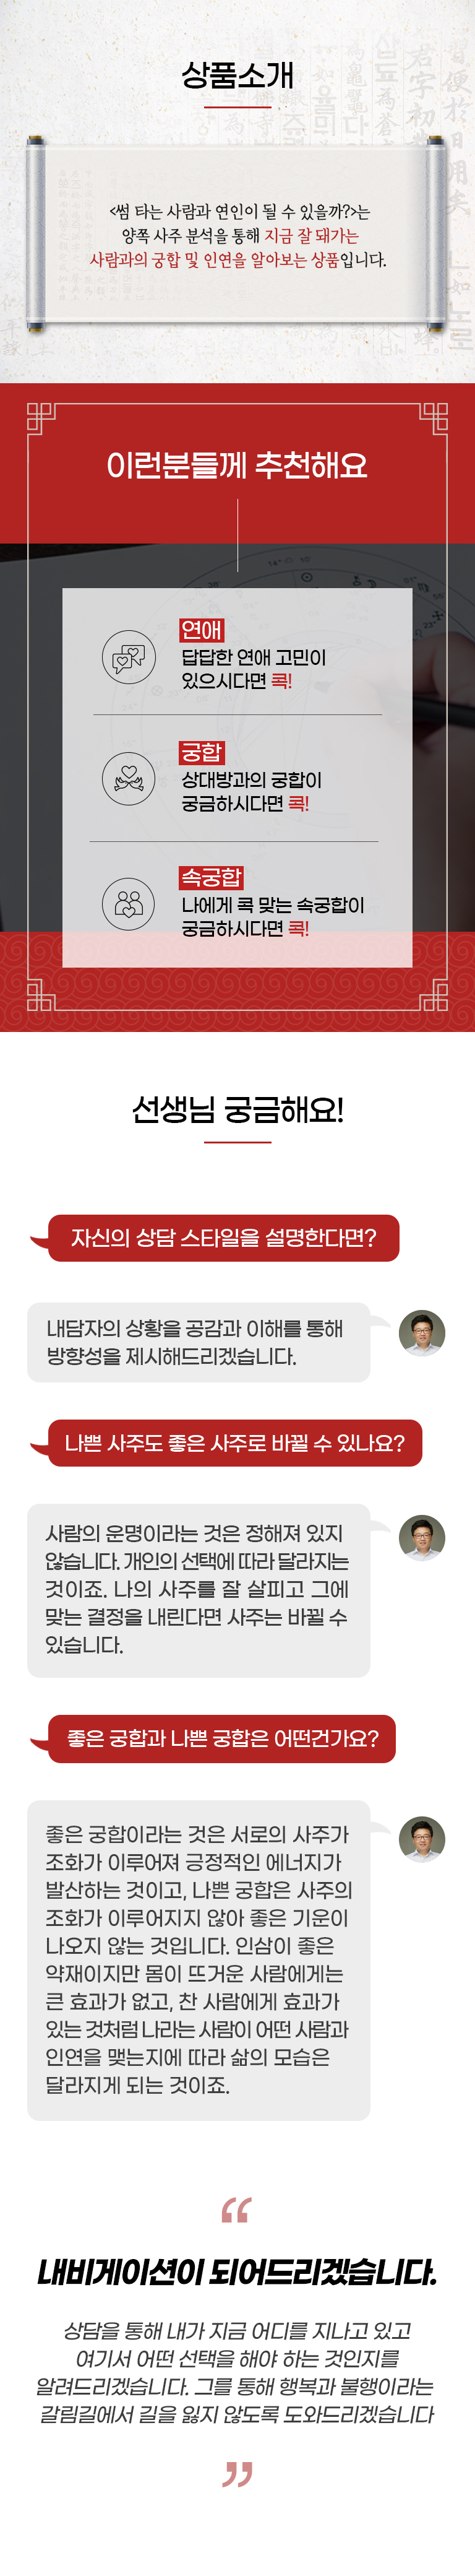 상품소개
<썸 타는 사람과 연인이 될 수 있을까?>는
양쪽 사주 분석을 통해 지금 잘 돼가는
사람과의 궁합 및 인연을 알아보는 상품입니다.
이런분들께 추천해요
연애
답답한 연애 고민이
있으시다면 콕!
궁합
상대방과의 궁합이
궁금하시다면 콕!
속궁합
나에게 콕 맞는 속궁합이
궁금하시다면 콕!
선생님 궁금해요!
자신의 상담 스타일을 설명한다면?
내담자의 상황을 공감과 이해를 통해
방향성을 제시해드리겠습니다.
나쁜 사주도 좋은 사주로 바뀔 수 있나요?
사람의 운명이라는 것은 정해져 있지
않습니다. 개인의 선택에 따라 달라지는
것이죠. 나의 사주를 잘 살피고 그에
맞는 결정을 내린다면 사주는 바뀔 수
있습니다.
좋은 궁합과 나쁜 궁합은 어떤건가요?
좋은 궁합이라는 것은 서로의 사주가
조화가 이루어져 긍정적인 에너지가
발산하는 것이고, 나쁜 궁합은 사주의
조화가 이루어지지 않아 좋은 기운이
나오지 않는 것입니다. 인삼이 좋은
약재이지만 몸이 뜨거운 사람에게는
큰 효과가 없고, 찬 사람에게 효과가
있는 것처럼 나라는 사람이 어떤 사람과
인연을 맺는지에 따라 삶의 모습은
달라지게 되는 것이죠.
“
내비게이션이 되어드리겠습니다.
상담을 통해 내가 지금 어디를 지나고 있고
여기서 어떤 선택을 해야 하는 것인지를
알려드리겠습니다. 그를 통해 행복과 불행이라는
갈림길에서 길을 잃지 않도록 도와드리겠습니다
”